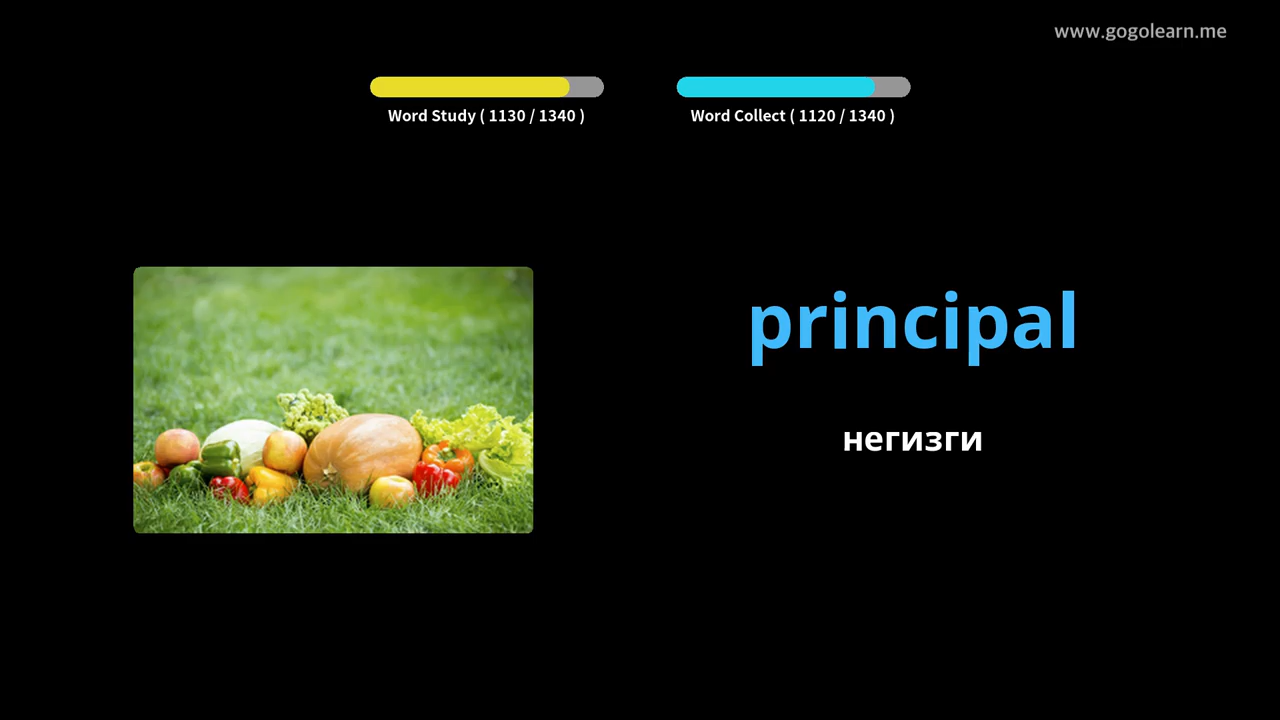 www.gogolearn.me
Word Study ( 1130 / 1340 )
Word Collect ( 1120 / 1340 )
principal
негизги